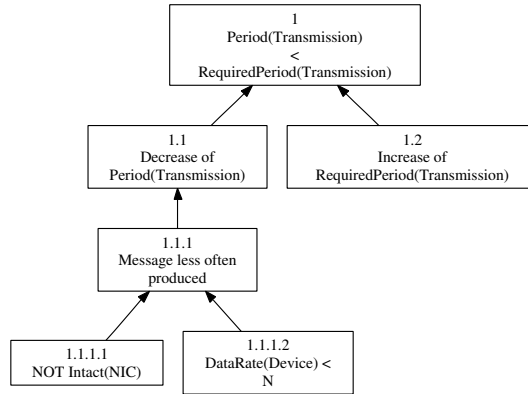 1
Period(Transmission)
<
RequiredPeriod(Transmission)
1.1
Decrease of
Period(Transmission)
1.2
Increase of
RequiredPeriod(Transmission)
1.1.1
Message less often
produced
1.1.1.1
NOT Intact(NIC)
1.1.1.2
DataRate(Device) <
N